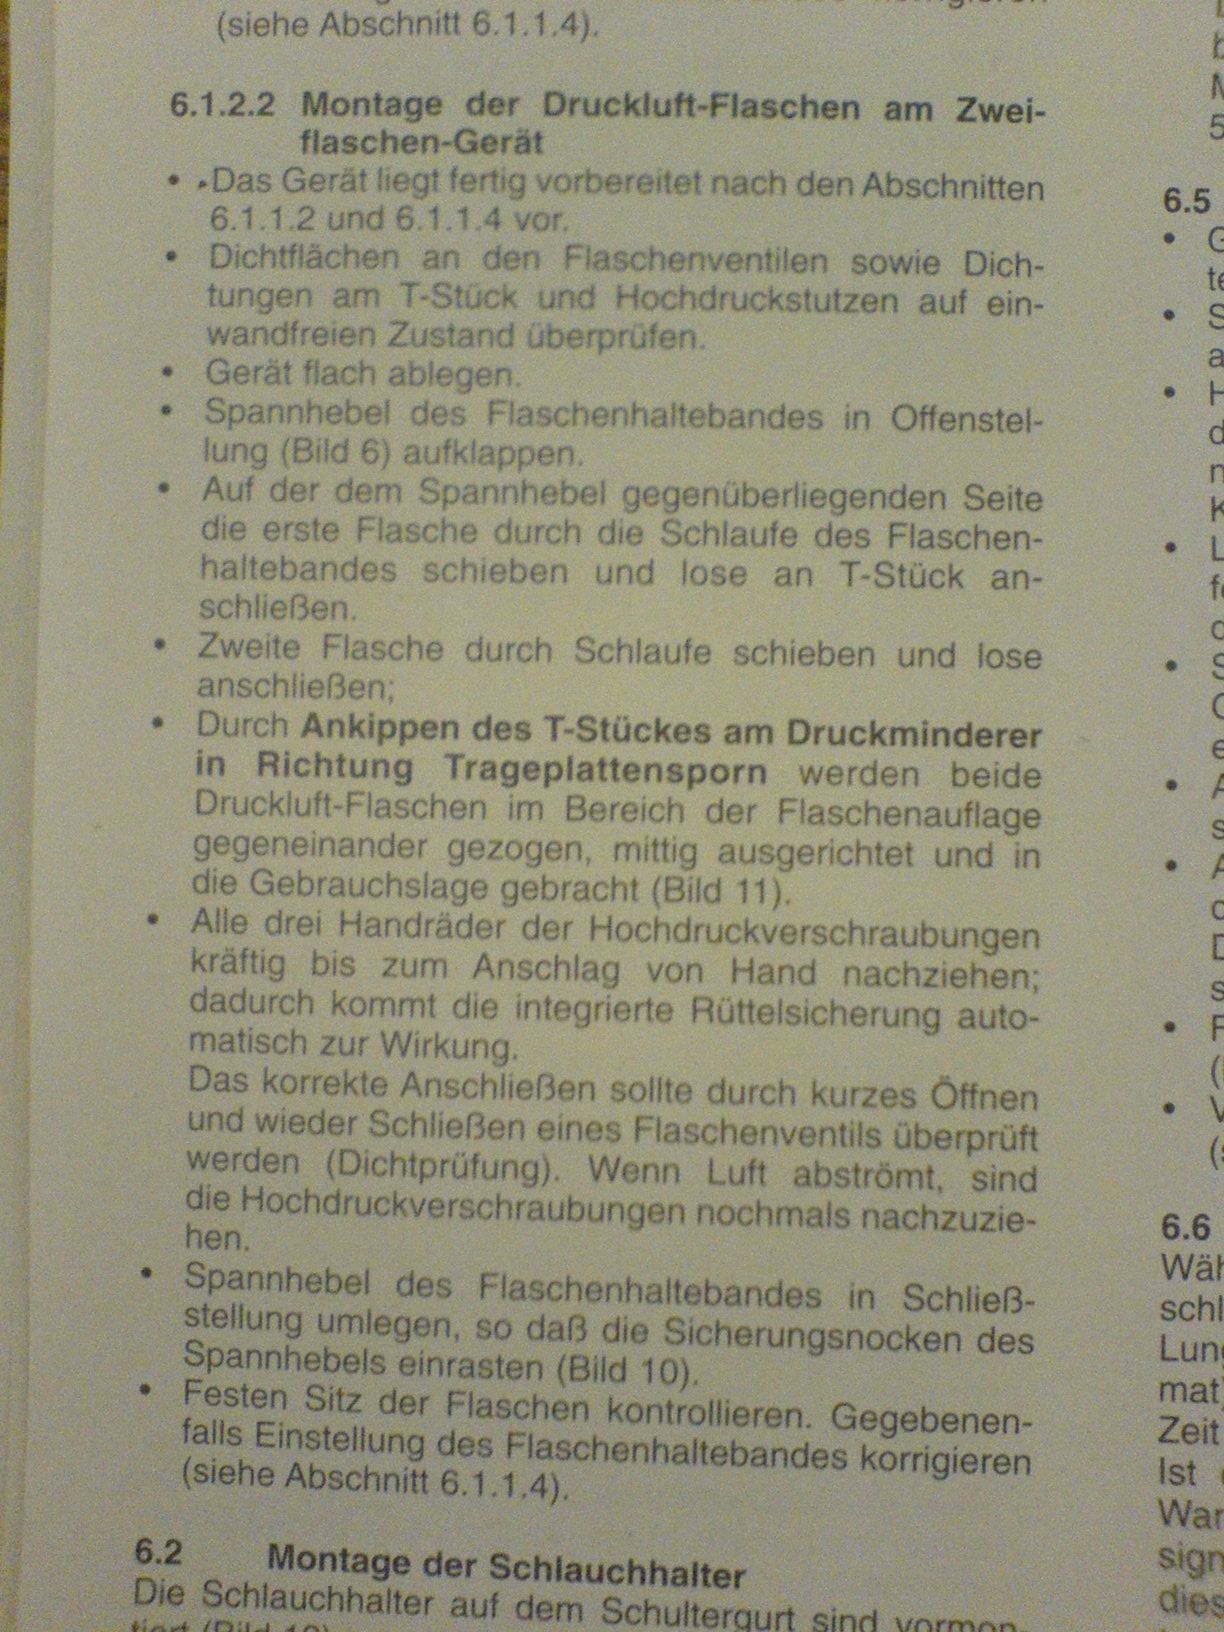 (siehe Abschnitt 6.1.1.4).
6.1.2.2 Montage der Druckluft-Flaschen am Zwei-
flaschen-Gerät
• Das Gerät liegt fertig vorbereitet nach den Abschnitten
6.1.1.2 und 6.1.1.4 vor.
• Dichtflächen an den Flaschenventilen sowie Dich-
tungen am T-Stück und Hochdruckstutzen auf ein-
wandfreien Zustand überprüfen.
• Gerät flach ablegen.
• Spannhebel des Flaschenhaltebandes in Offenstel-
lung (Bild 6) aufklappen.
• Auf der dem Spannhebel gegenüberliegenden Seite
die erste Flasche durch die Schlaufe des Flaschen-
haltebandes schieben und lose an T-Stück an-
schließen.
• Zweite Flasche durch Schlaufe schieben und lose
anschließen;
• Durch Ankippen des T-Stückes am Druckminderer
in Richtung Trageplattensporn werden beide
Druckluft-Flaschen im Bereich der Flaschenauflage
gegeneinander gezogen, mittig ausgerichtet und in
die Gebrauchslage gebracht (Bild 11).
• Alle drei Handräder der Hochdruckverschraubungen
kräftig bis zum Anschlag von Hand nachziehen;
dadurch kommt die integrierte Rüttelsicherung auto-
matisch zur Wirkung.
Das korrekte Anschließen sollte durch kurzes Öffnen
und wieder Schließen eines Flaschenventils überprüft
werden (Dichtprüfung). Wenn Luft abströmt, sind
die Hochdruckverschraubungen nochmals nachzuzie-
hen.
• Spannhebel des Flaschenhaltebandes in Schließ-
stellung umlegen, so daß die Sicherungsnocken des
Spannhebels einrasten (Bild 10).
• Festen Sitz der Flaschen kontrollieren. Gegebenen-
falls Einstellung des Flaschenhaltebandes korrigieren
(siehe Abschnitt 6.1.1.4).
6.2 Montage der Schlauchhalter
Die Schlauchhalter auf dem Schultergurt sind vormon-
6.5
6.6
Zeit
Ist